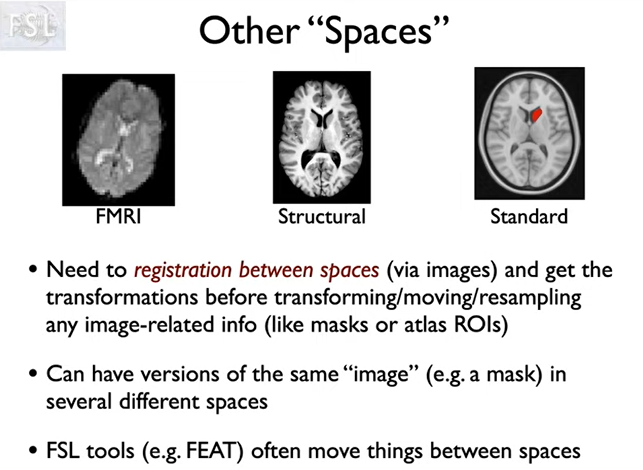 FSL
Other “Spaces”
FMRI
Structural
Standard
• Need to registration between spaces (via images) and get the
transformations before transforming/moving/resampling
any image-related info (like masks or atlas ROIs)
• Can have versions of the same “image” (e.g. a mask) in
several different spaces
• FSL tools (e.g. FEAT) often move things between spaces